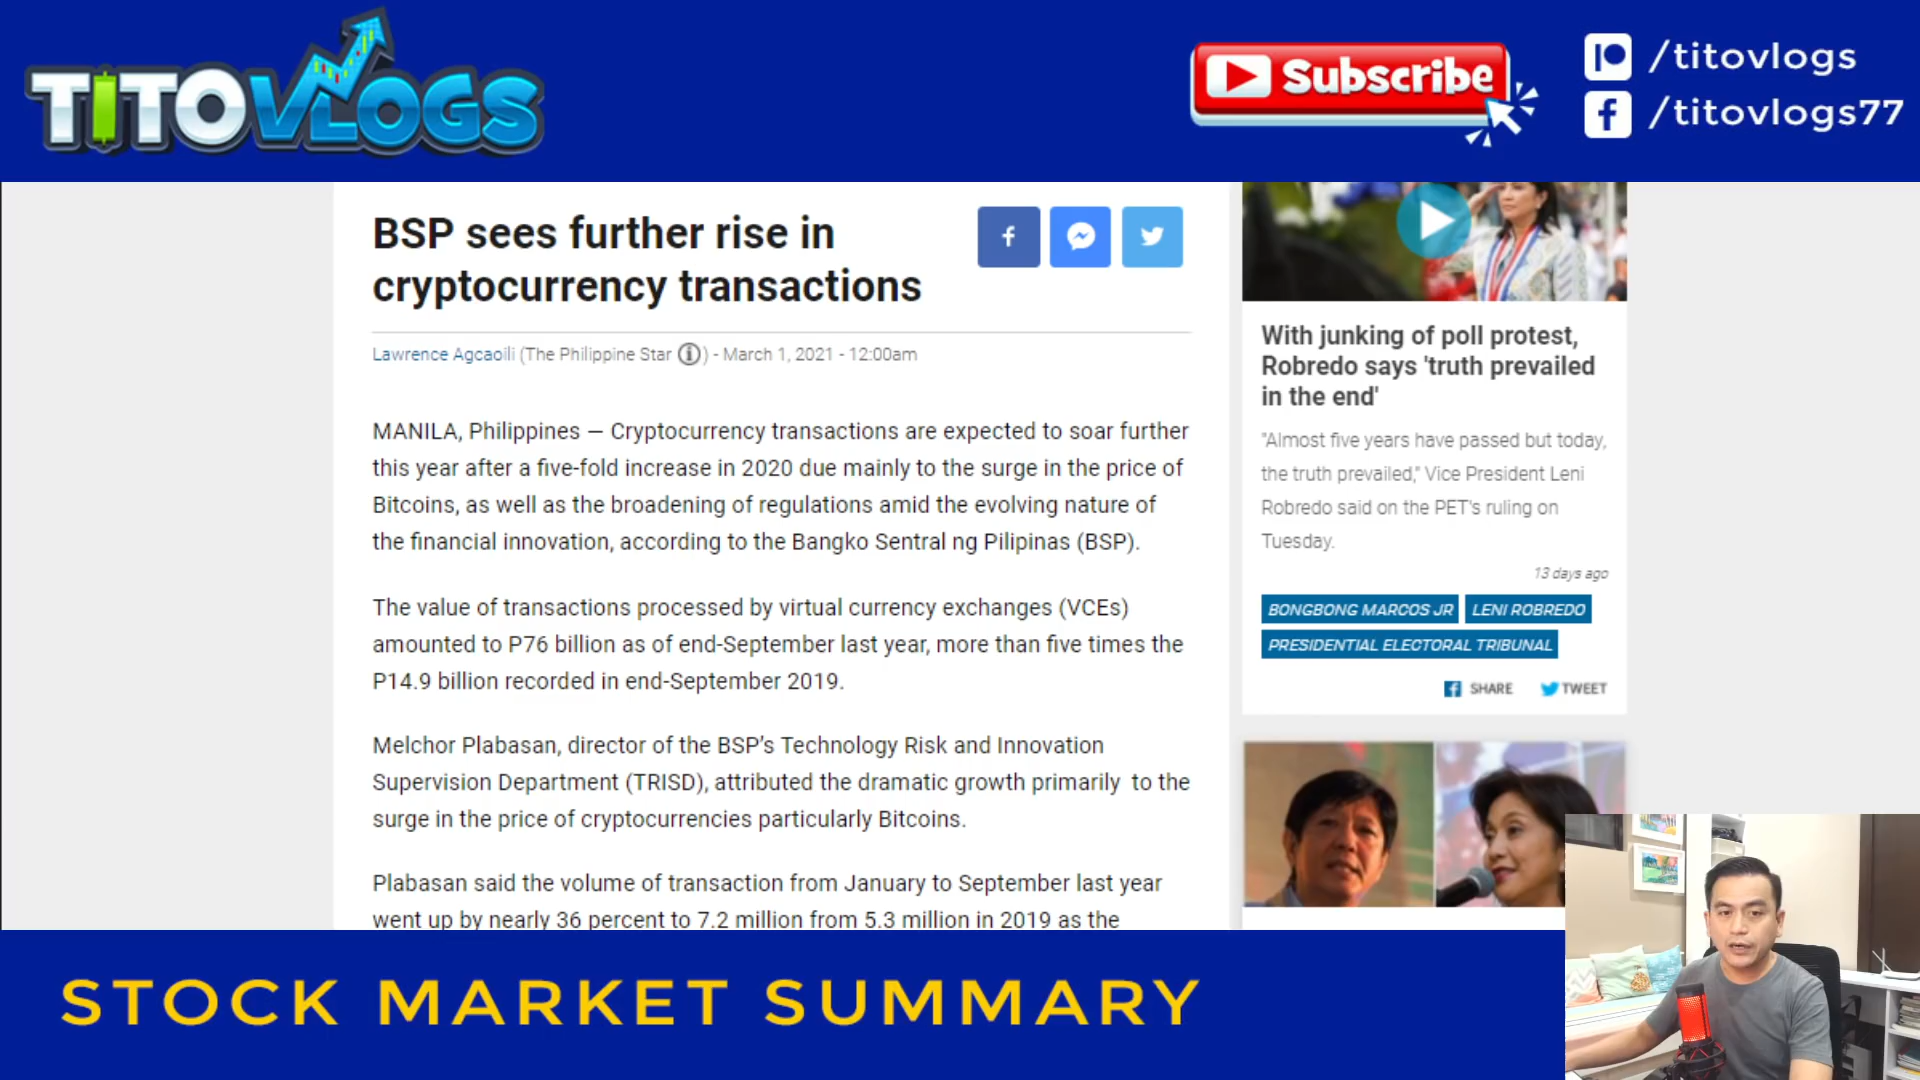 TITOVLOGS
Subscribe
/titovlogs
/titovlogs77
BSP sees further rise in
cryptocurrency transactions
Lawrence Agcaoili (The Philippine Star ) - March 1, 2021 - 12:00am
MANILA, Philippines — Cryptocurrency transactions are expected to soar further
this year after a five-fold increase in 2020 due mainly to the surge in the price of
Bitcoins, as well as the broadening of regulations amid the evolving nature of
the financial innovation, according to the Bangko Sentral ng Pilipinas (BSP).
The value of transactions processed by virtual currency exchanges (VCEs)
amounted to P76 billion as of end-September last year, more than five times the
P14.9 billion recorded in end-September 2019.
Melchor Plabasan, director of the BSP's Technology Risk and Innovation
Supervision Department (TRISD), attributed the dramatic growth primarily to the
surge in the price of cryptocurrencies particularly Bitcoins.
Plabasan said the volume of transaction from January to September last year
went up by nearly 36 percent to 7.2 million from 5.3 million in 2019 as the
With junking of poll protest,
Robredo says 'truth prevailed
in the end'
"Almost five years have passed but today,
the truth prevailed," Vice President Leni
Robredo said on the PET's ruling on
Tuesday.
13 days ago
BONGBONG MARCOS JR LENI ROBREDO
PRESIDENTIAL ELECTORAL TRIBUNAL
SHARE TWEET
STOCK MARKET SUMMARY